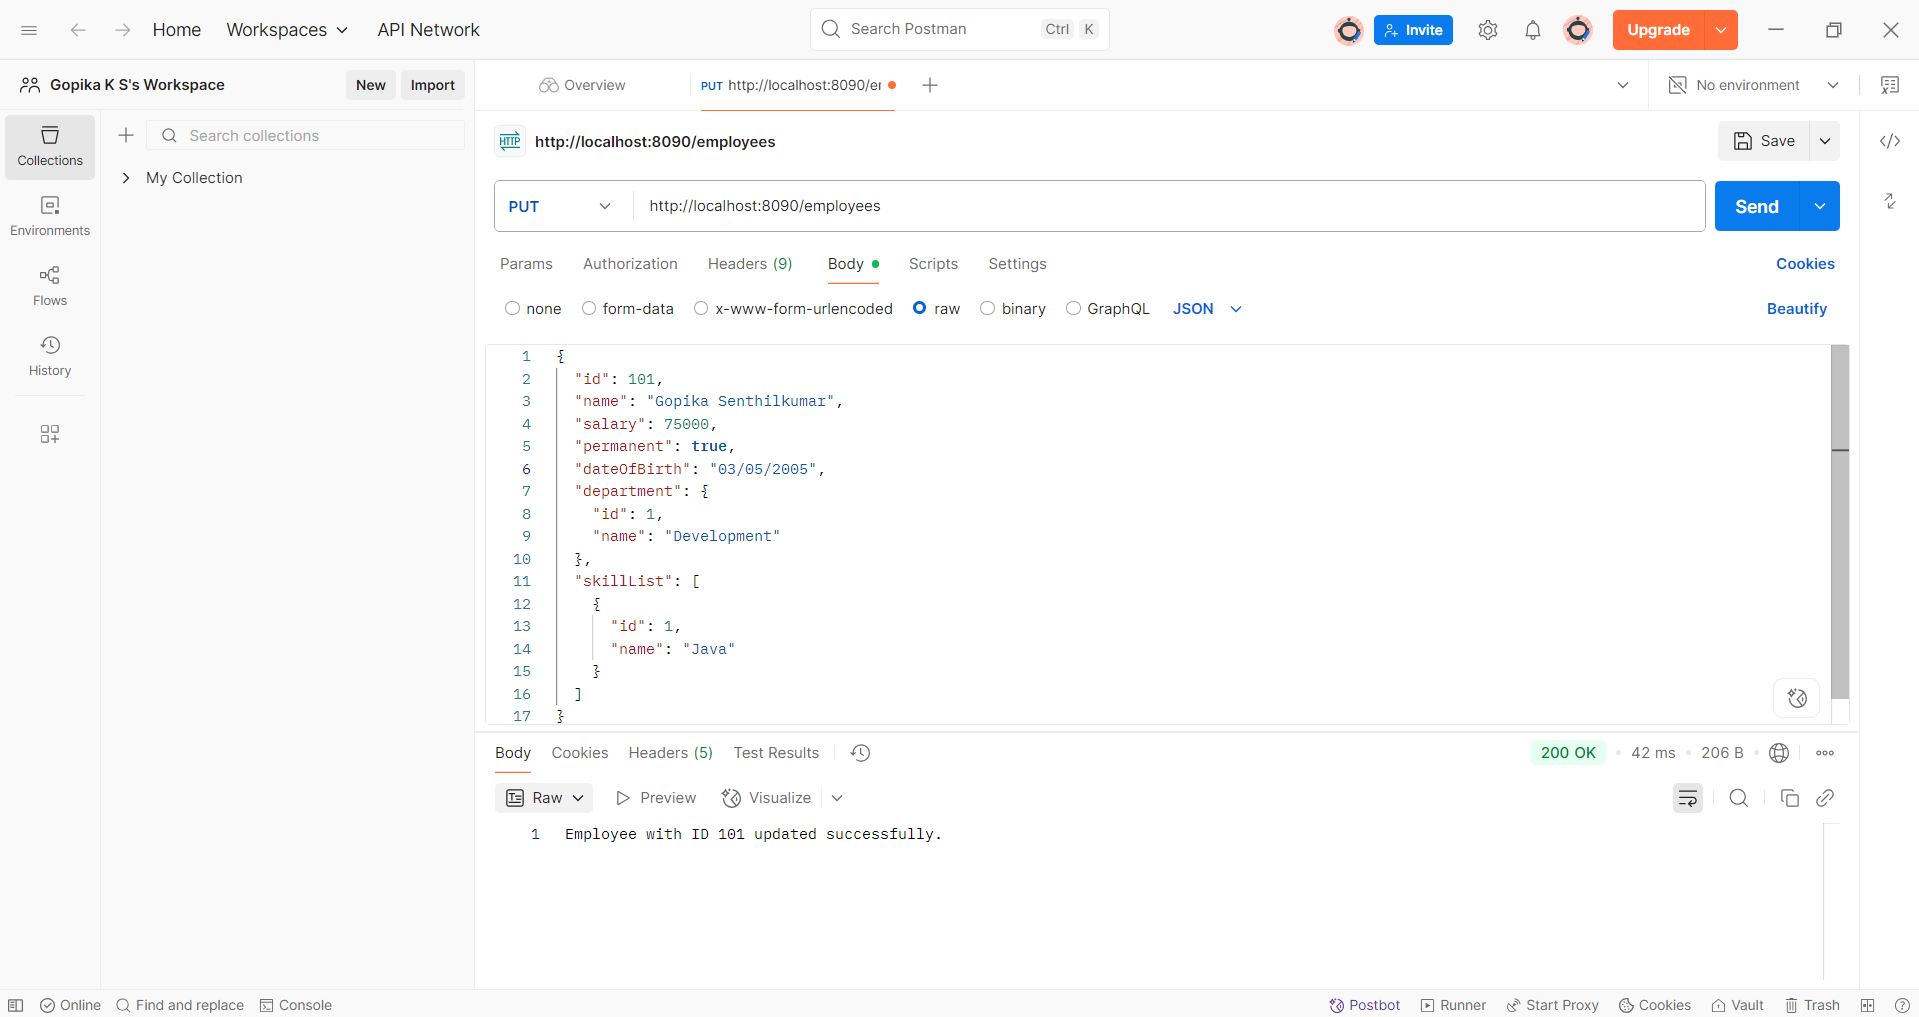 Home Workspaces API Network Search Postman Ctrl K Invite Upgrade
Gopika K S's Workspace New Import Overview PUT http://localhost:8090/er No environment
Collections
Search collections
My Collection
Environments
Flows
History
HTTP http://localhost:8090/employees Save
PUT http://localhost:8090/employees Send
Params Authorization Headers (9) Body Scripts Settings Cookies
none form-data x-www-form-urlencoded raw binary GraphQL JSON Beautify
1 {
2 "id": 101,
3 "name": "Gopika Senthilkumar",
4 "salary": 75000,
5 "permanent": true,
6 "dateOfBirth": "03/05/2005",
7 "department": {
8 "id": 1,
9 "name": "Development"
10 },
11 "skillList": [
12 {
13 "id": 1,
14 "name": "Java"
15 }
16 ]
17 }
Body Cookies Headers (5) Test Results 200 OK • 42 ms • 206 B •
Raw Preview Visualize
1 Employee with ID 101 updated successfully.
Online Find and replace Console Postbot Runner Start Proxy Cookies Vault Trash